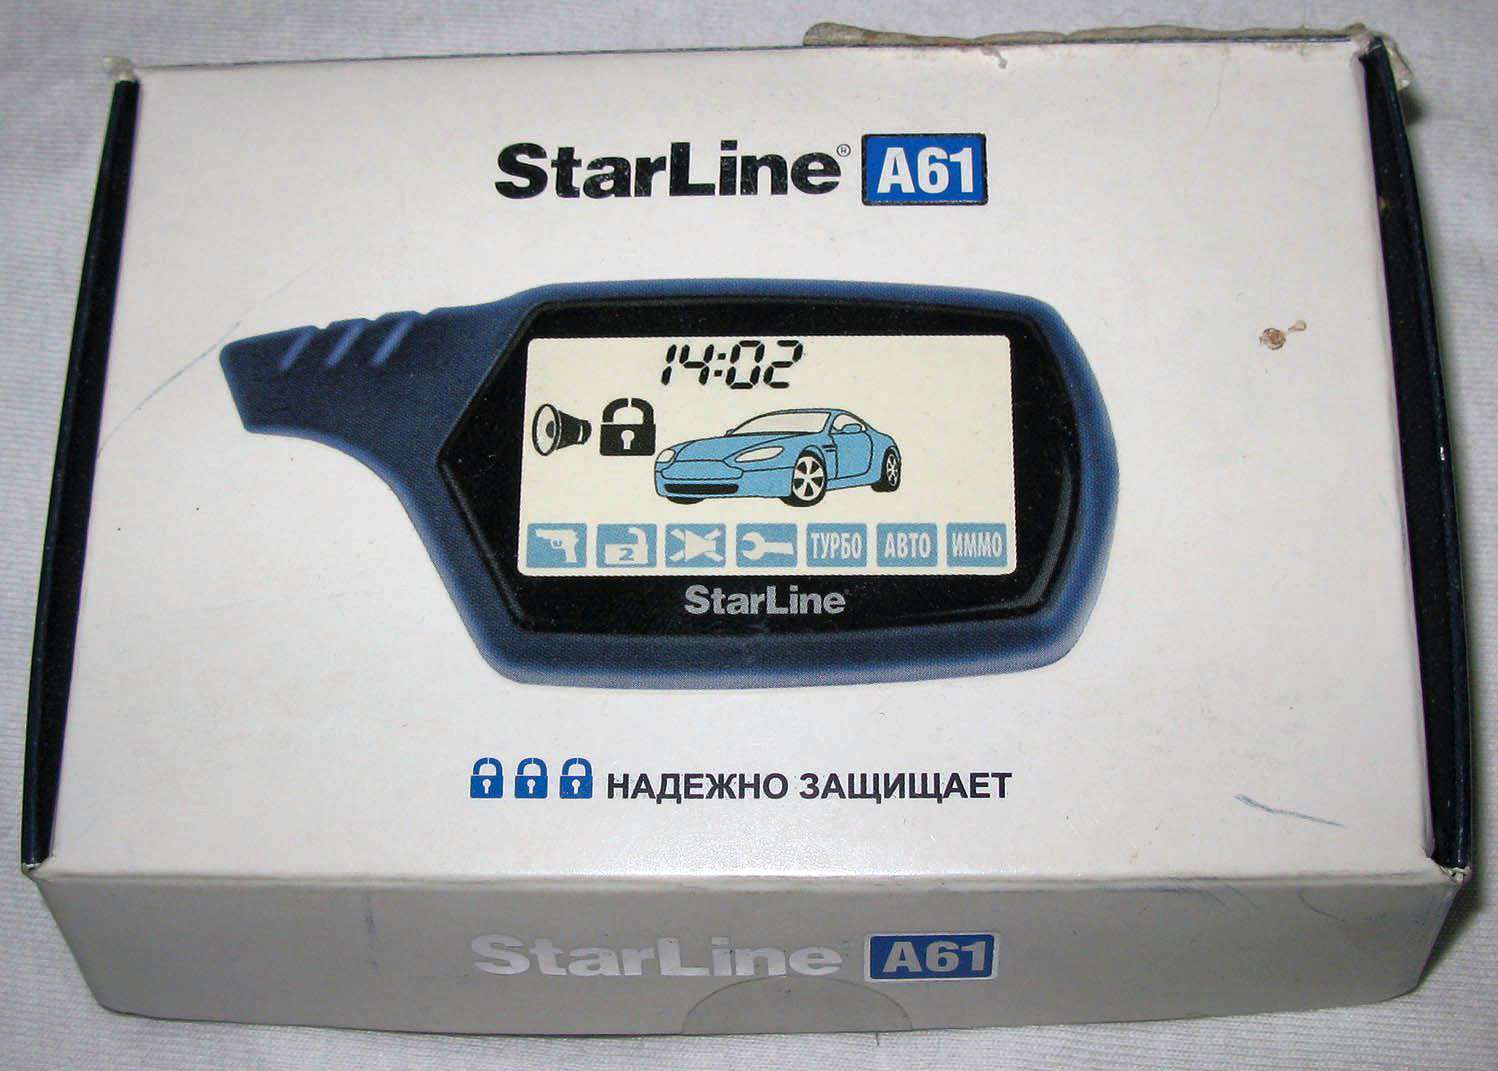 StarLine® A61
14:02
2 ТУРБО АВТО ИММО
StarLine
НАДЕЖНО ЗАЩИЩАЕТ
StarLine A61